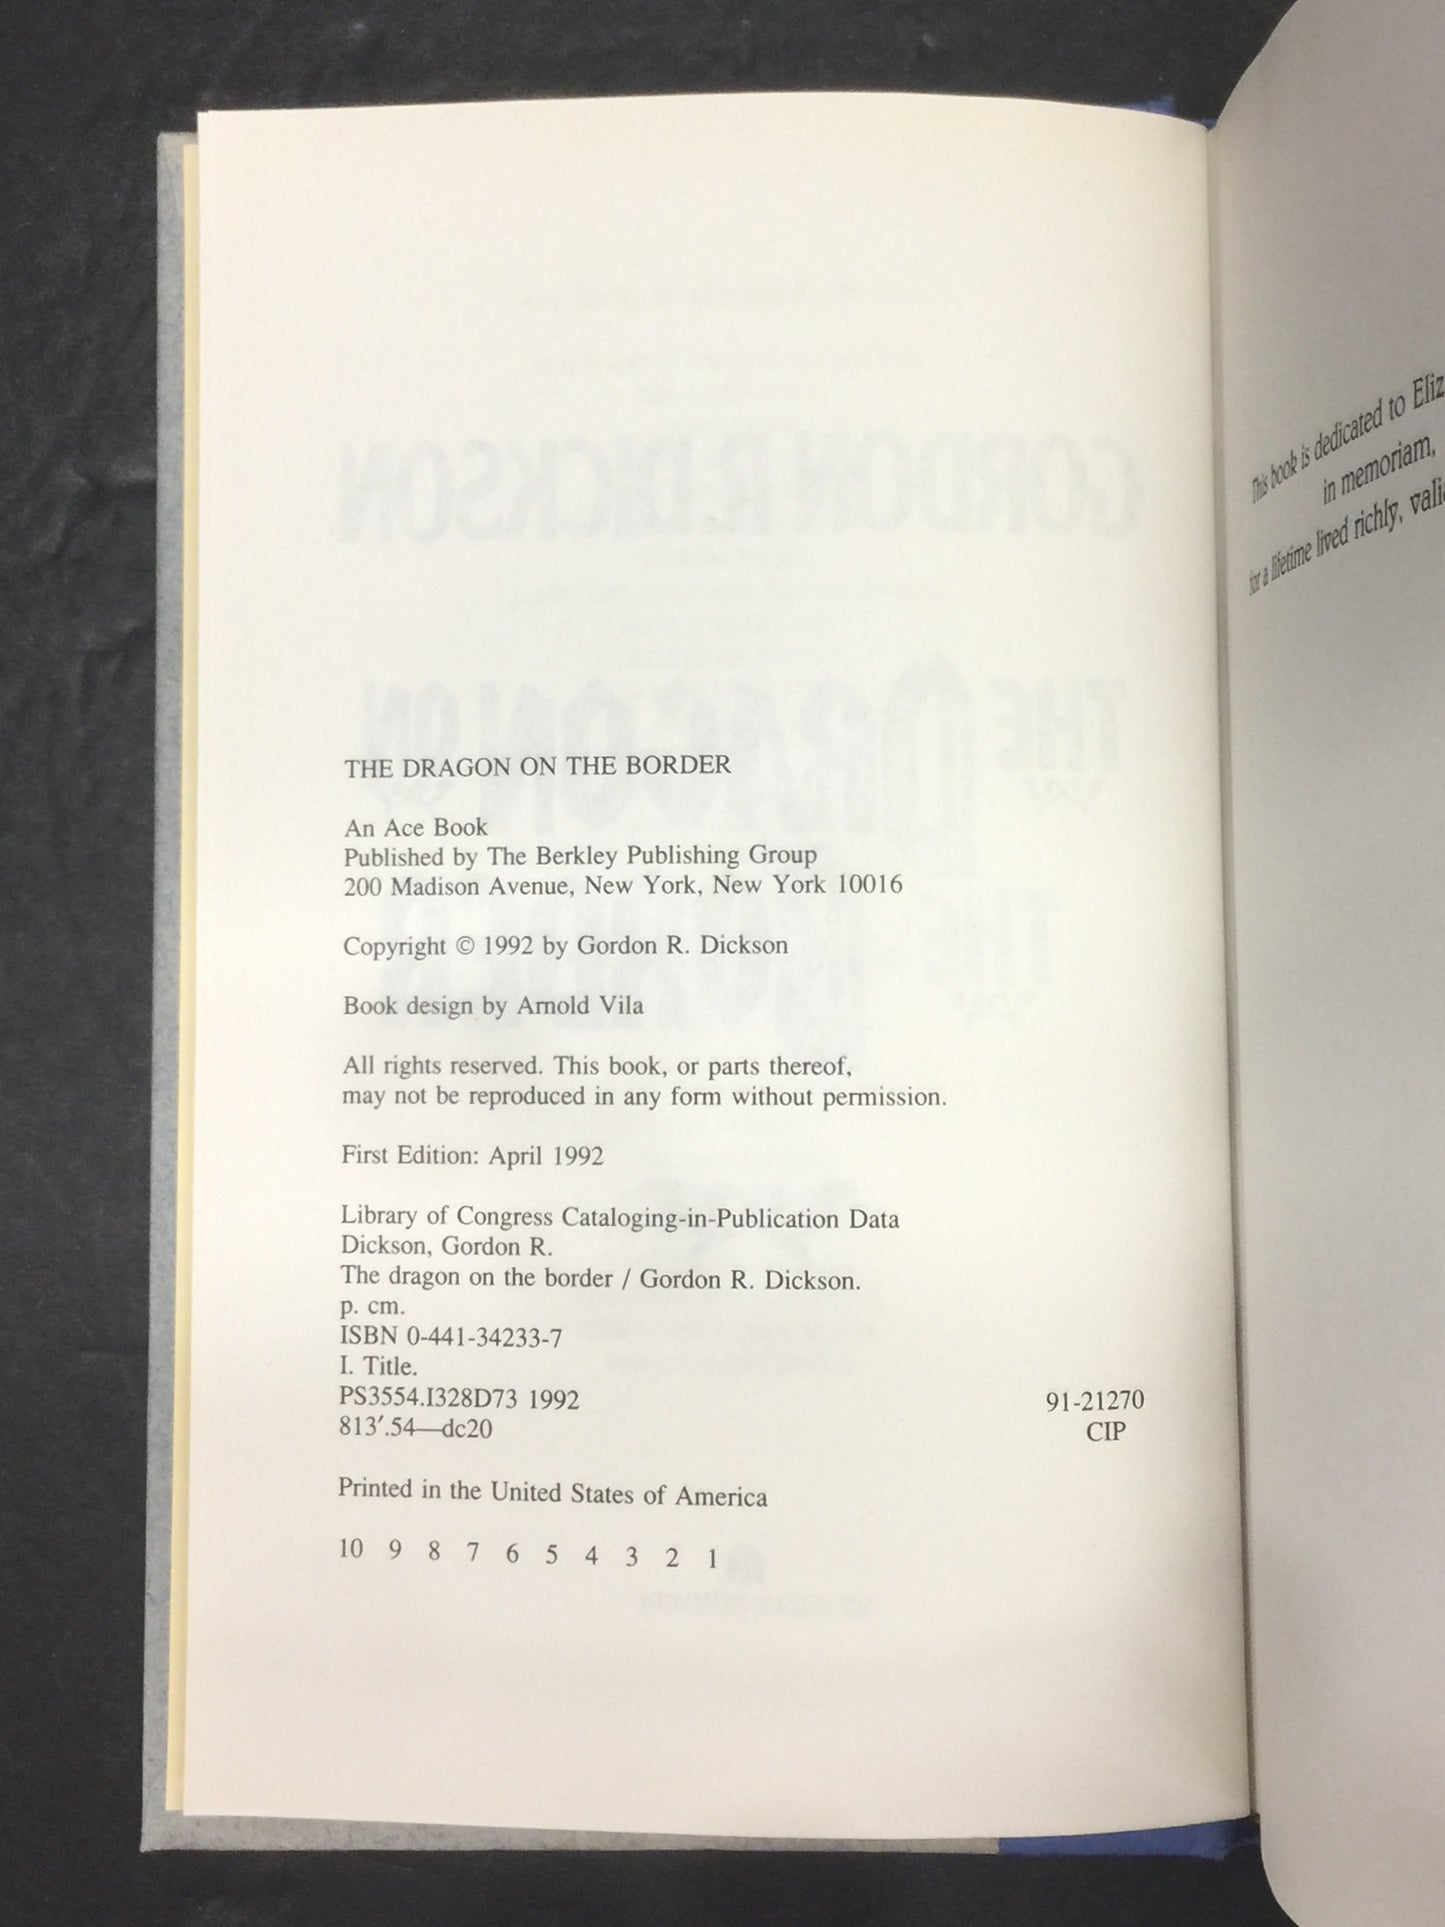 THE DRAGON ON THE BORDER
An Ace Book
Published by The Berkley Publishing Group
200 Madison Avenue, New York, New York 10016
Copyright © 1992 by Gordon R. Dickson
Book design by Arnold Vila
All rights reserved. This book, or parts thereof,
may not be reproduced in any form without permission.
First Edition: April 1992
Library of Congress Cataloging-in-Publication Data
Dickson, Gordon R.
The dragon on the border / Gordon R. Dickson.
p. cm.
ISBN 0-441-34233-7
I. Title.
PS3554.I328D73 1992 91-21270
813′.54—dc20 CIP
Printed in the United States of America
10 9 8 7 6 5 4 3 2 1
This book is dedicated to
in memoriam,
for a lifetime lived richly,